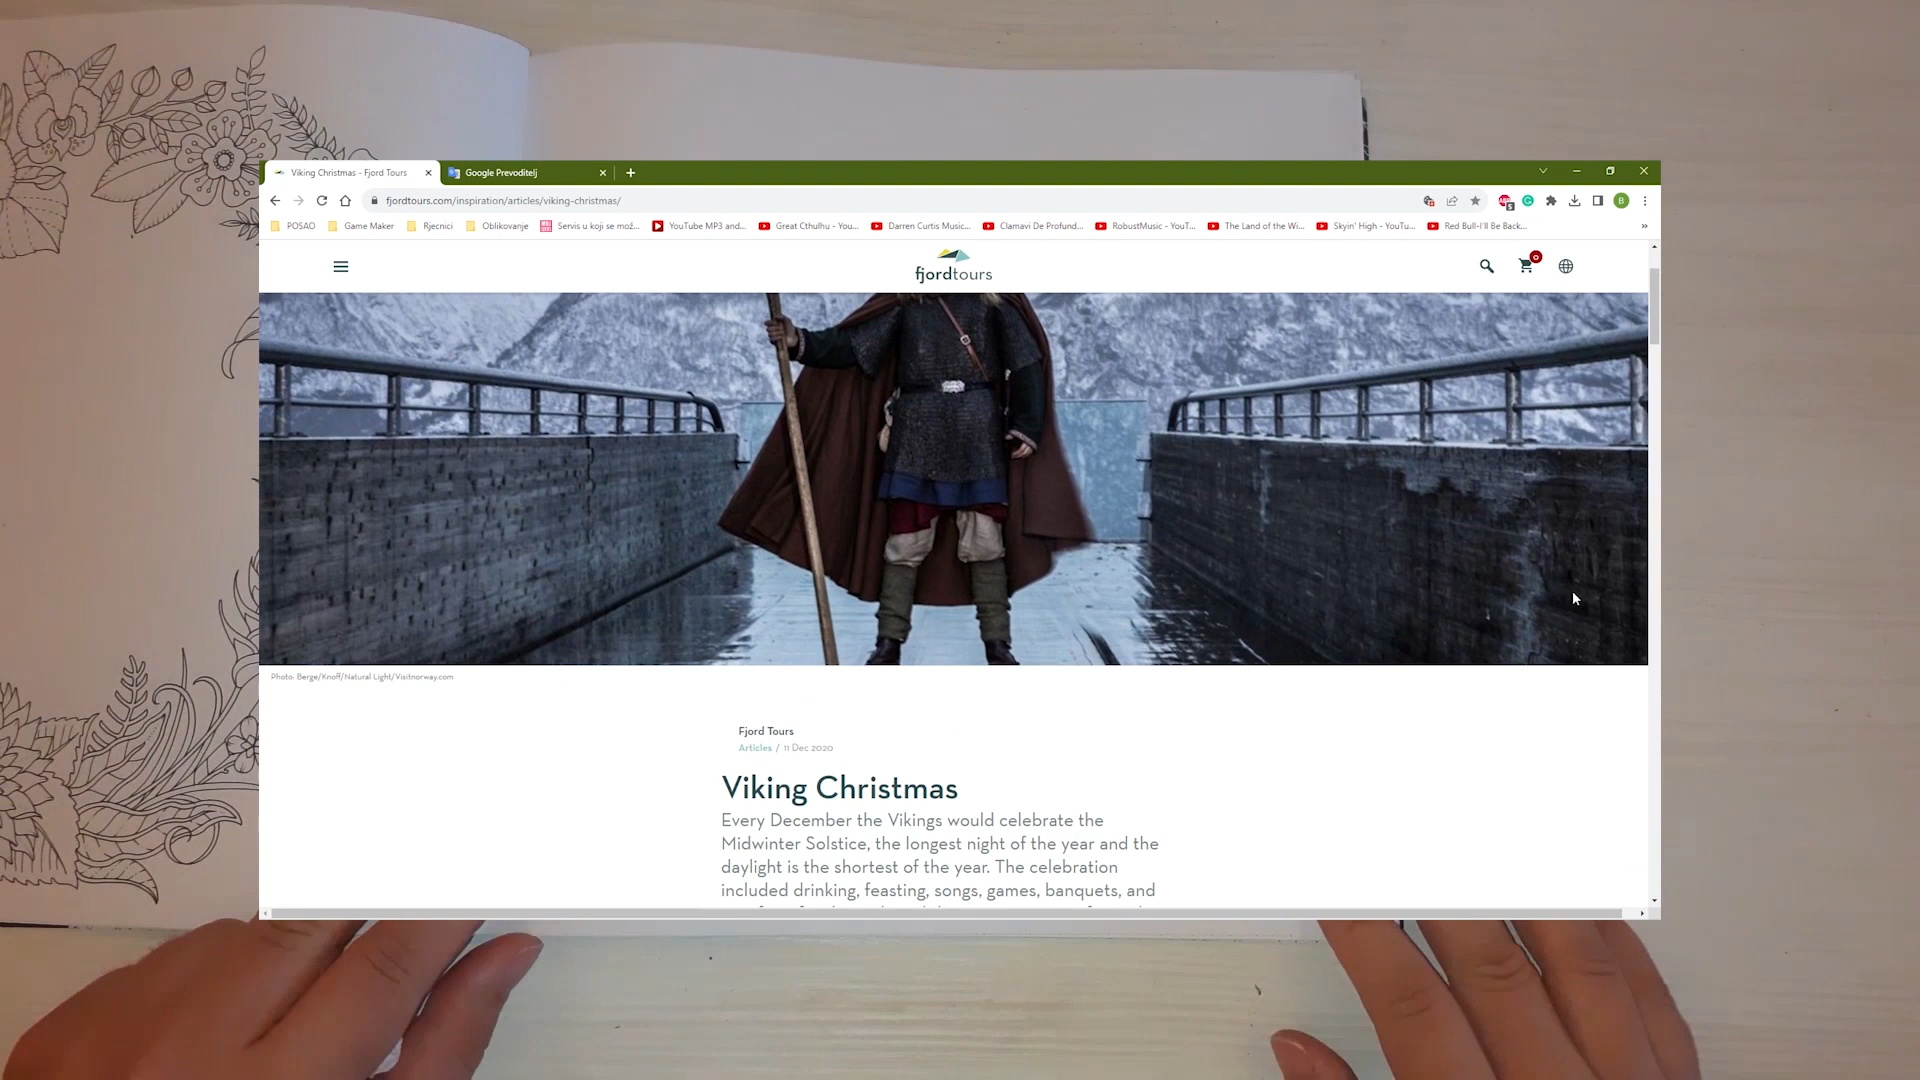 Viking Christmas - Fjord Tours
Google Prevoditelj
fjordtours.com/inspiration/articles/viking-christmas/
5
B
POSAO
Game Maker
Rjecnici
Oblikovanje
Servis u koji se mož...
YouTube MP3 and...
Great Cthulhu - You...
Darren Curtis Music...
Clamavi De Profund...
RobustMusic - YouT...
The Land of the Wi...
Skyin' High - YouTu...
Red Bull-I'll Be Back...
»
fjordtours
0
Photo: Berge/Knoff/Natural Light/Visitnorway.com
Fjord Tours
Articles / 11 Dec 2020
Viking Christmas
Every December the Vikings would celebrate the
Midwinter Solstice, the longest night of the year and the
daylight is the shortest of the year. The celebration
included drinking, feasting, songs, games, banquets, and